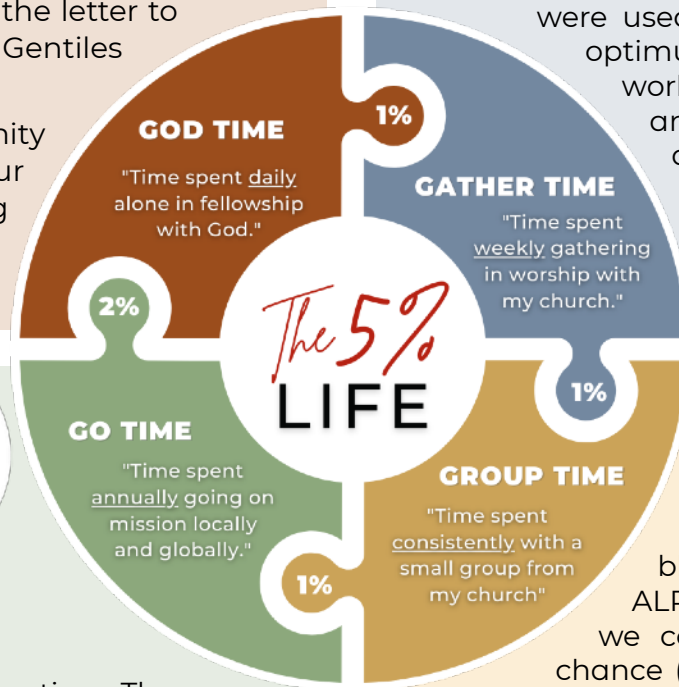 the letter to
Gentiles
were used
GOD TIME
"Time spent daily
alone in fellowship
with God."
1%
GATHER TIME
"Time spent
weekly gathering
in worship with
my church."
2%
The 5%
LIFE
1%
GO TIME
"Time spent
annually going on
mission locally
and globally."
GROUP TIME
"Time spent
consistently with a
small group from
my church"
1%
we
chance (